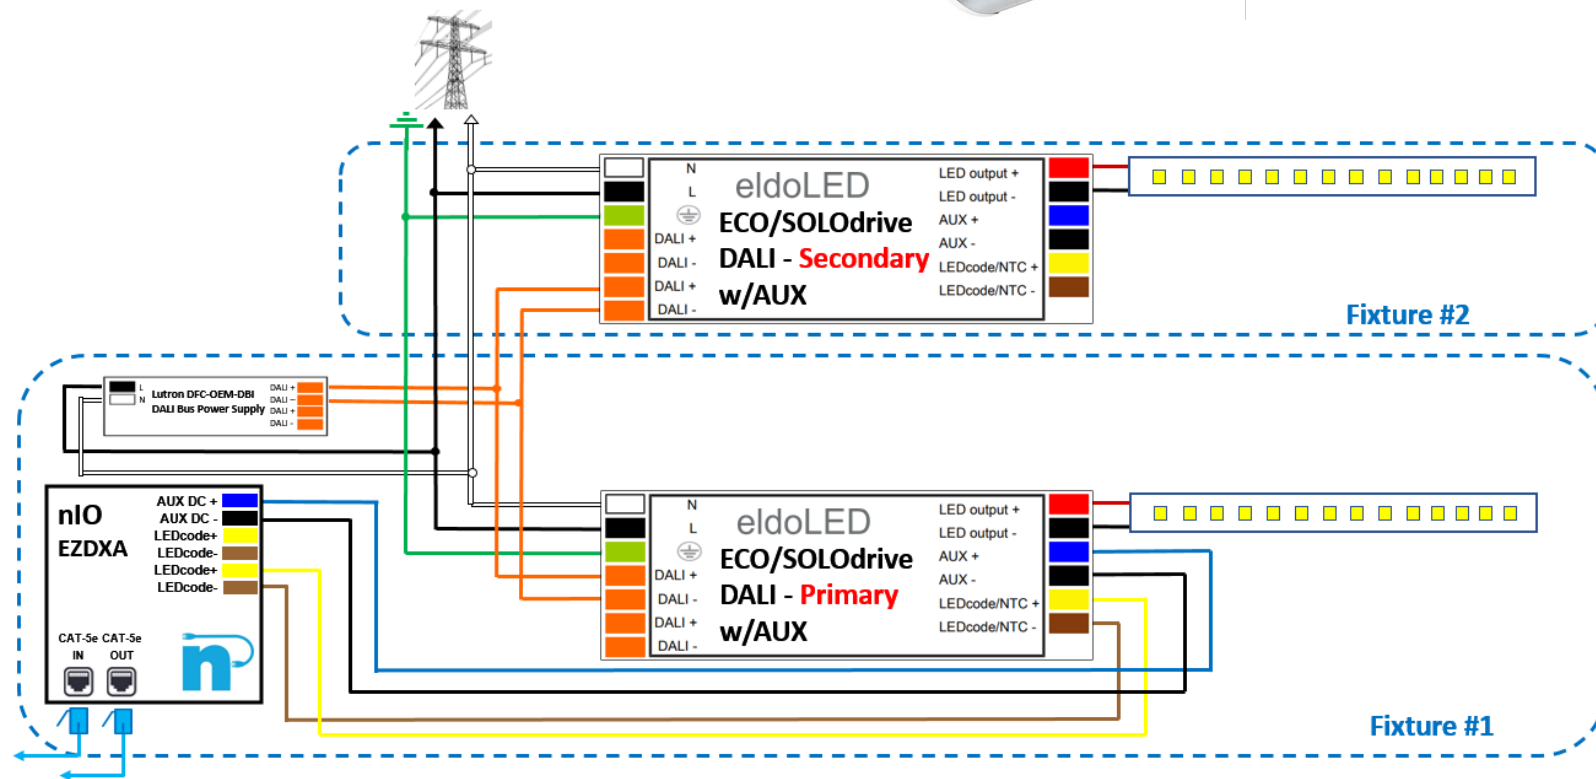 N
L
DALI +
DALI -
DALI +
DALI -
eldoLED
ECO/SOLOdrive
DALI - Secondary
w/AUX
LED output +
LED output -
AUX +
AUX -
LEDcode/NTC +
LEDcode/NTC -
Fixture #2
L
N
Lutron DFC-OEM-DBI
DALI Bus Power Supply
DALI +
DALI –
DALI +
DALI -
nIO
EZDXA
AUX DC +
AUX DC -
LEDcode+
LEDcode-
LEDcode+
LEDcode-
CAT-5e CAT-5e
IN OUT
n
N
L
DALI +
DALI -
DALI +
DALI -
eldoLED
ECO/SOLOdrive
DALI - Primary
w/AUX
LED output +
LED output -
AUX +
AUX -
LEDcode/NTC +
LEDcode/NTC -
Fixture #1